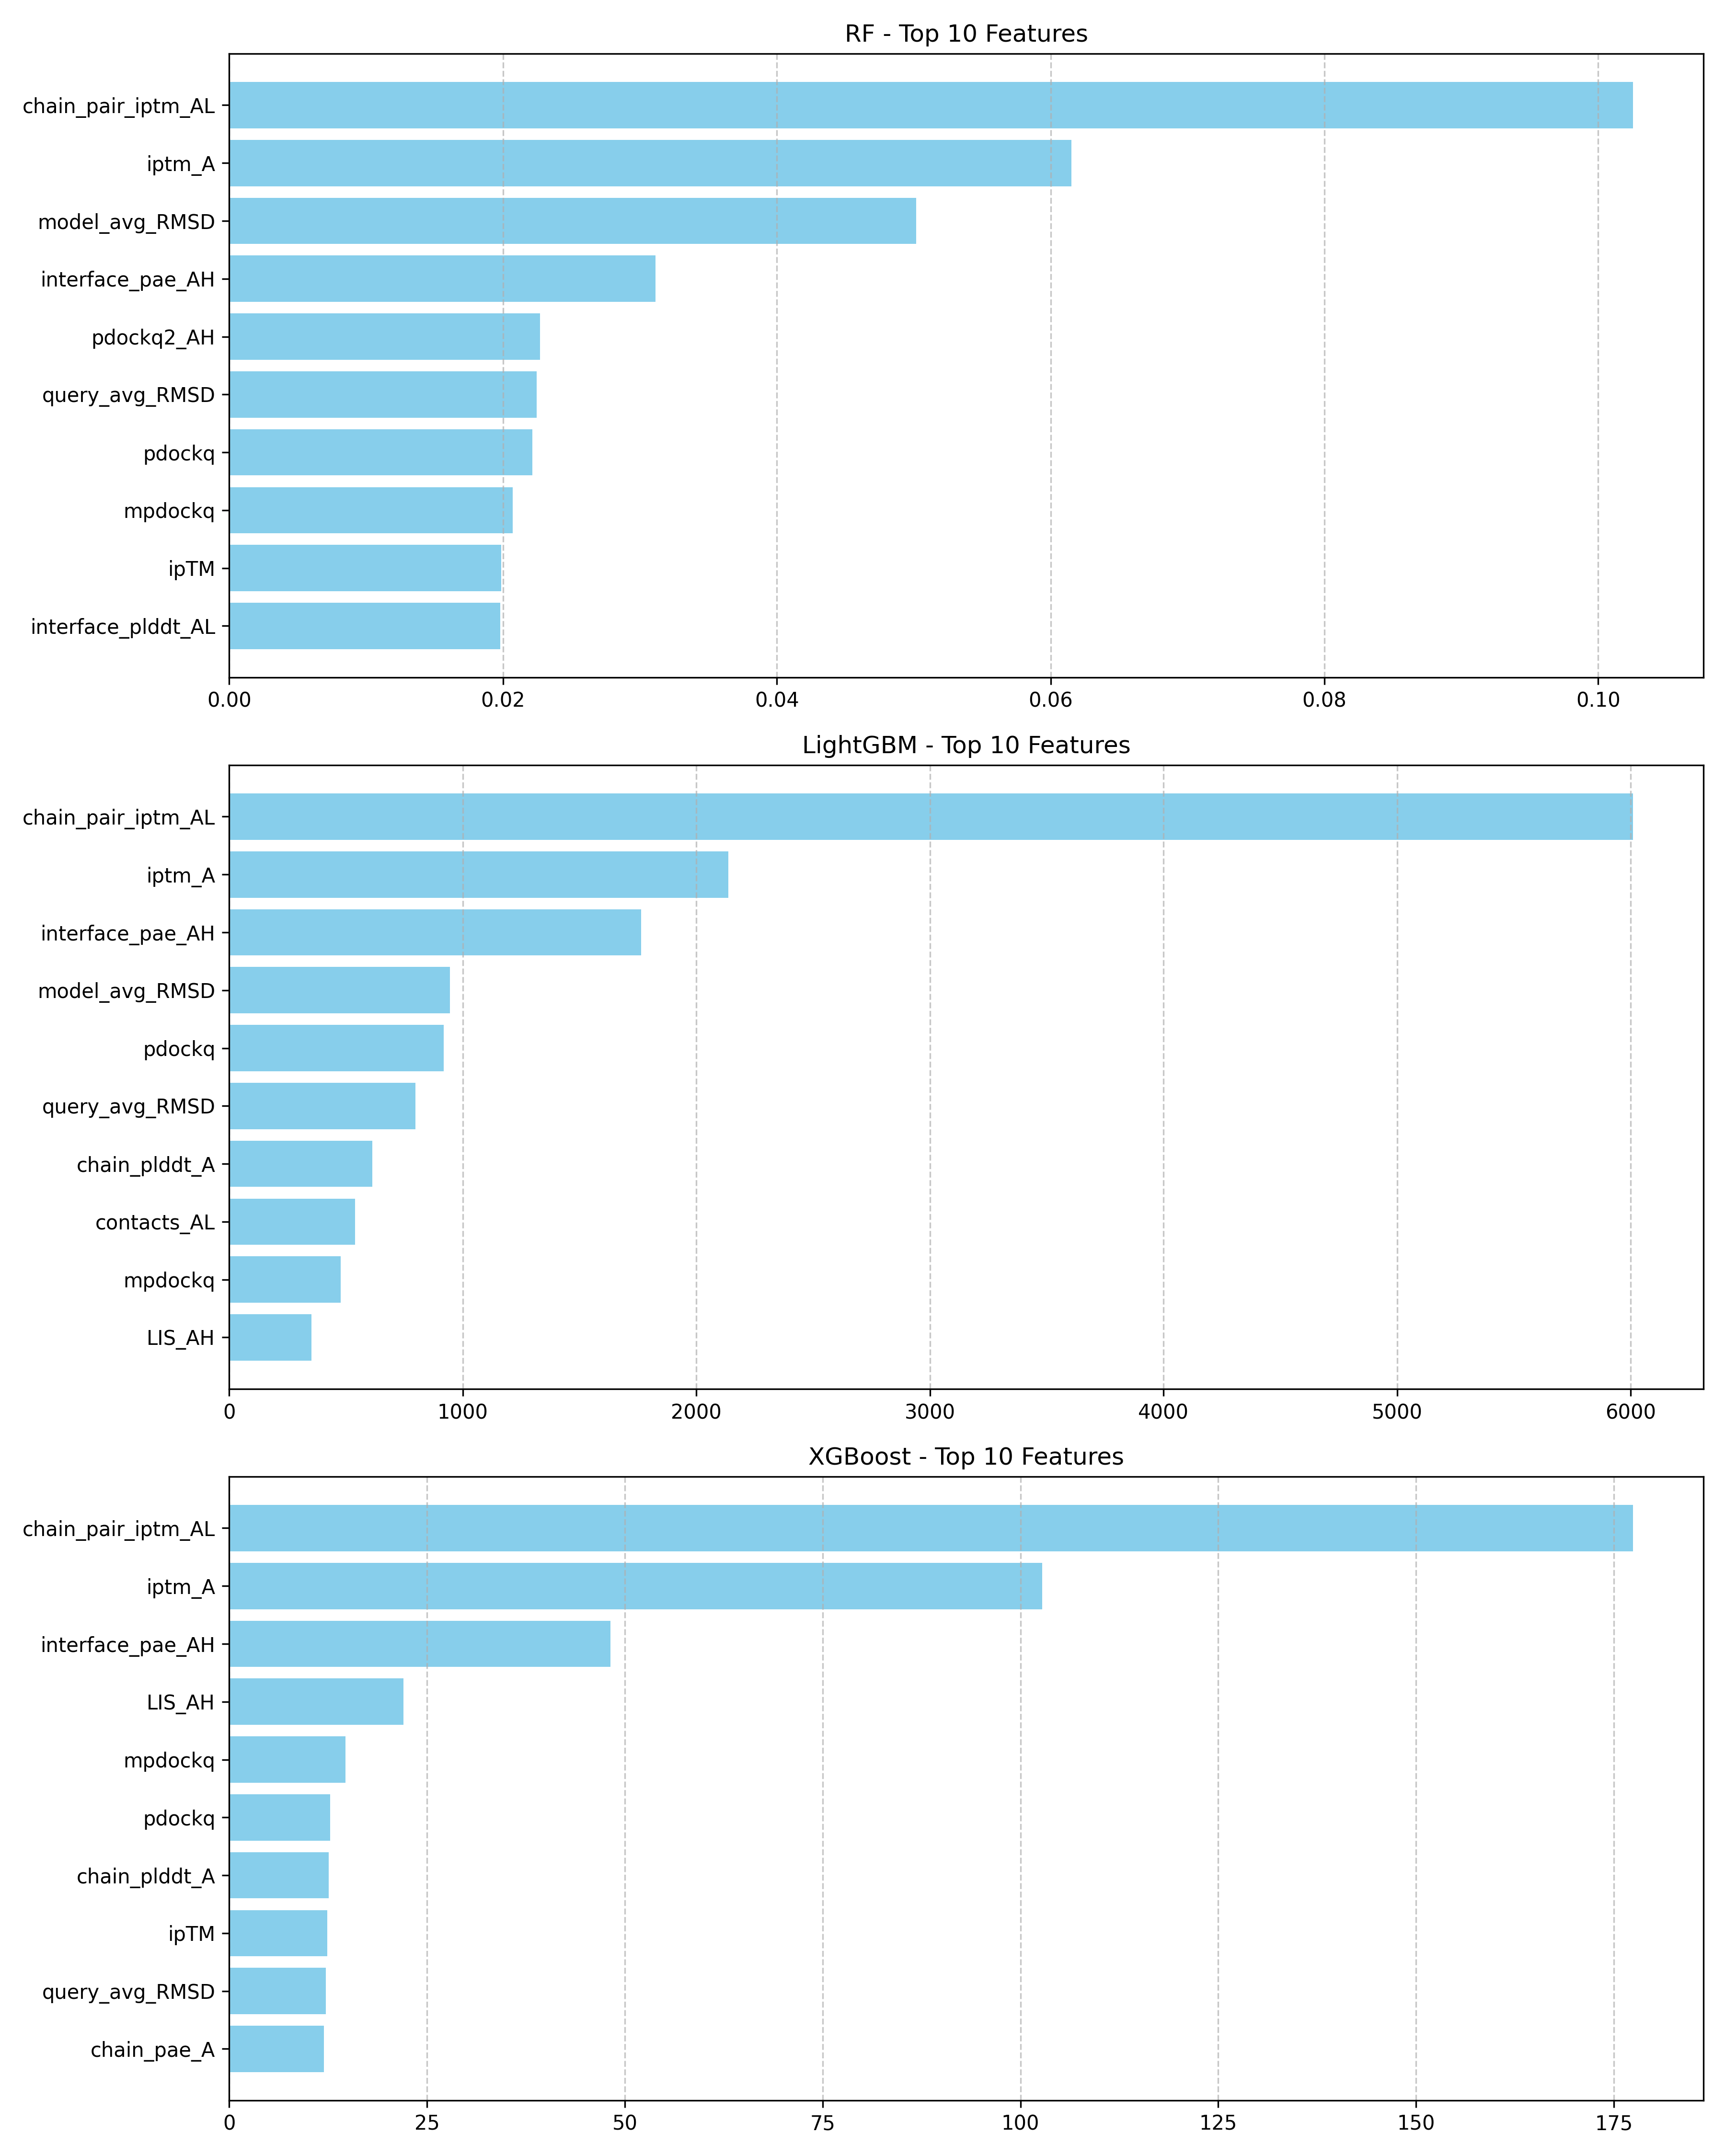 RF - Top 10 Features
chain_pair_iptm_AL
iptm_A
model_avg_RMSD
interface_pae_AH
pdockq2_AH
query_avg_RMSD
pdockq
mpdockq
ipTM
interface_plddt_AL
0.00 0.02 0.04 0.06 0.08 0.10
LightGBM - Top 10 Features
chain_pair_iptm_AL
iptm_A
interface_pae_AH
model_avg_RMSD
pdockq
query_avg_RMSD
chain_plddt_A
contacts_AL
mpdockq
LIS_AH
0 1000 2000 3000 4000 5000 6000
XGBoost - Top 10 Features
chain_pair_iptm_AL
iptm_A
interface_pae_AH
LIS_AH
mpdockq
pdockq
chain_plddt_A
ipTM
query_avg_RMSD
chain_pae_A
0 25 50 75 100 125 150 175